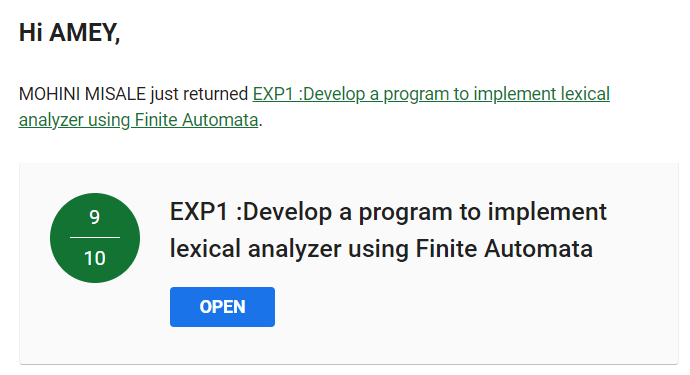 Hi AMEY,
MOHINI MISALE just returned EXP1 :Develop a program to implement lexical
analyzer using Finite Automata.
9
10
EXP1 :Develop a program to implement
lexical analyzer using Finite Automata
OPEN